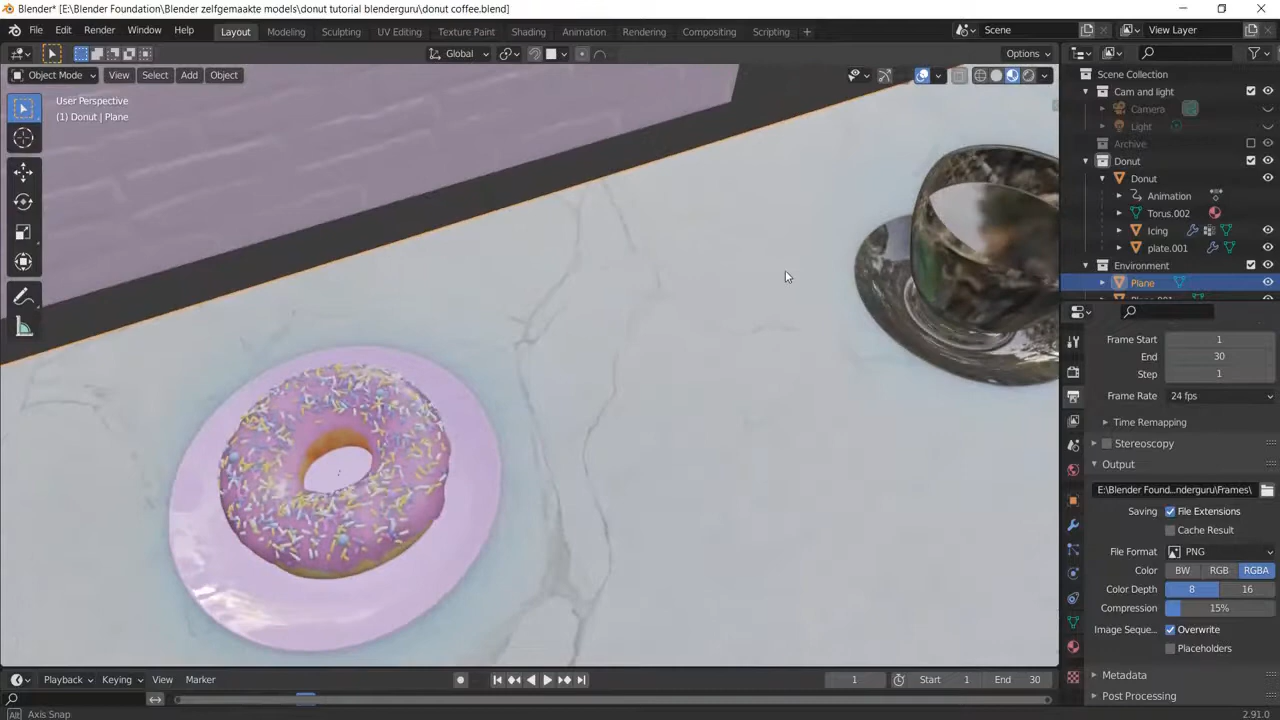 Blender* [E:\Blender Foundation\Blender zelfgemaakte models\donut tutorial blenderguru\donut coffee.blend]
File Edit Render Window Help Layout Modeling Sculpting UV Editing Texture Paint Shading Animation Rendering Compositing Scripting + Scene View Layer
Global Options
Object Mode View Select Add Object
User Perspective
(1) Donut | Plane
Scene Collection
Cam and light
Camera
Light
Archive
Donut
Donut
Animation
Torus.002
Icing
plate.001
Environment
Plane
Frame Start 1
End 30
Step 1
Frame Rate 24 fps
Time Remapping
Stereoscopy
Output
E:\Blender Found...nderguru\Frames\
Saving File Extensions
Cache Result
File Format PNG
Color BW RGB RGBA
Color Depth 8 16
Compression 15%
Image Seque... Overwrite
Placeholders
Metadata
Post Processing
Playback Keying View Marker 1 Start 1 End 30
Alt Axis Snap 2.91.0